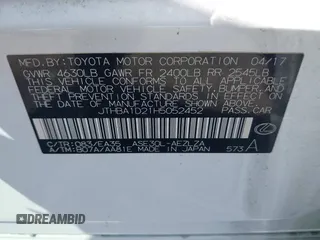 MFD. BY: TOYOTA MOTOR CORPORATION 04/17
GVWR 4630LB GAWR FR 2400LB RR 2545LB
THIS VEHICLE CONFORMS TO ALL APPLICABLE
FEDERAL MOTOR VEHICLE SAFETY, BUMPER, AND
THEFT PREVENTION STANDARDS IN EFFECT ON THE DATE
OF MANUFACTURE SHOWN ABOVE.
JTHBA1D21H5052452 PASS. CAR
C/TR: 083/EA35 ASE30L-AEZLZA
A/TM: B07A/AA81E MADE IN JAPAN 573 A